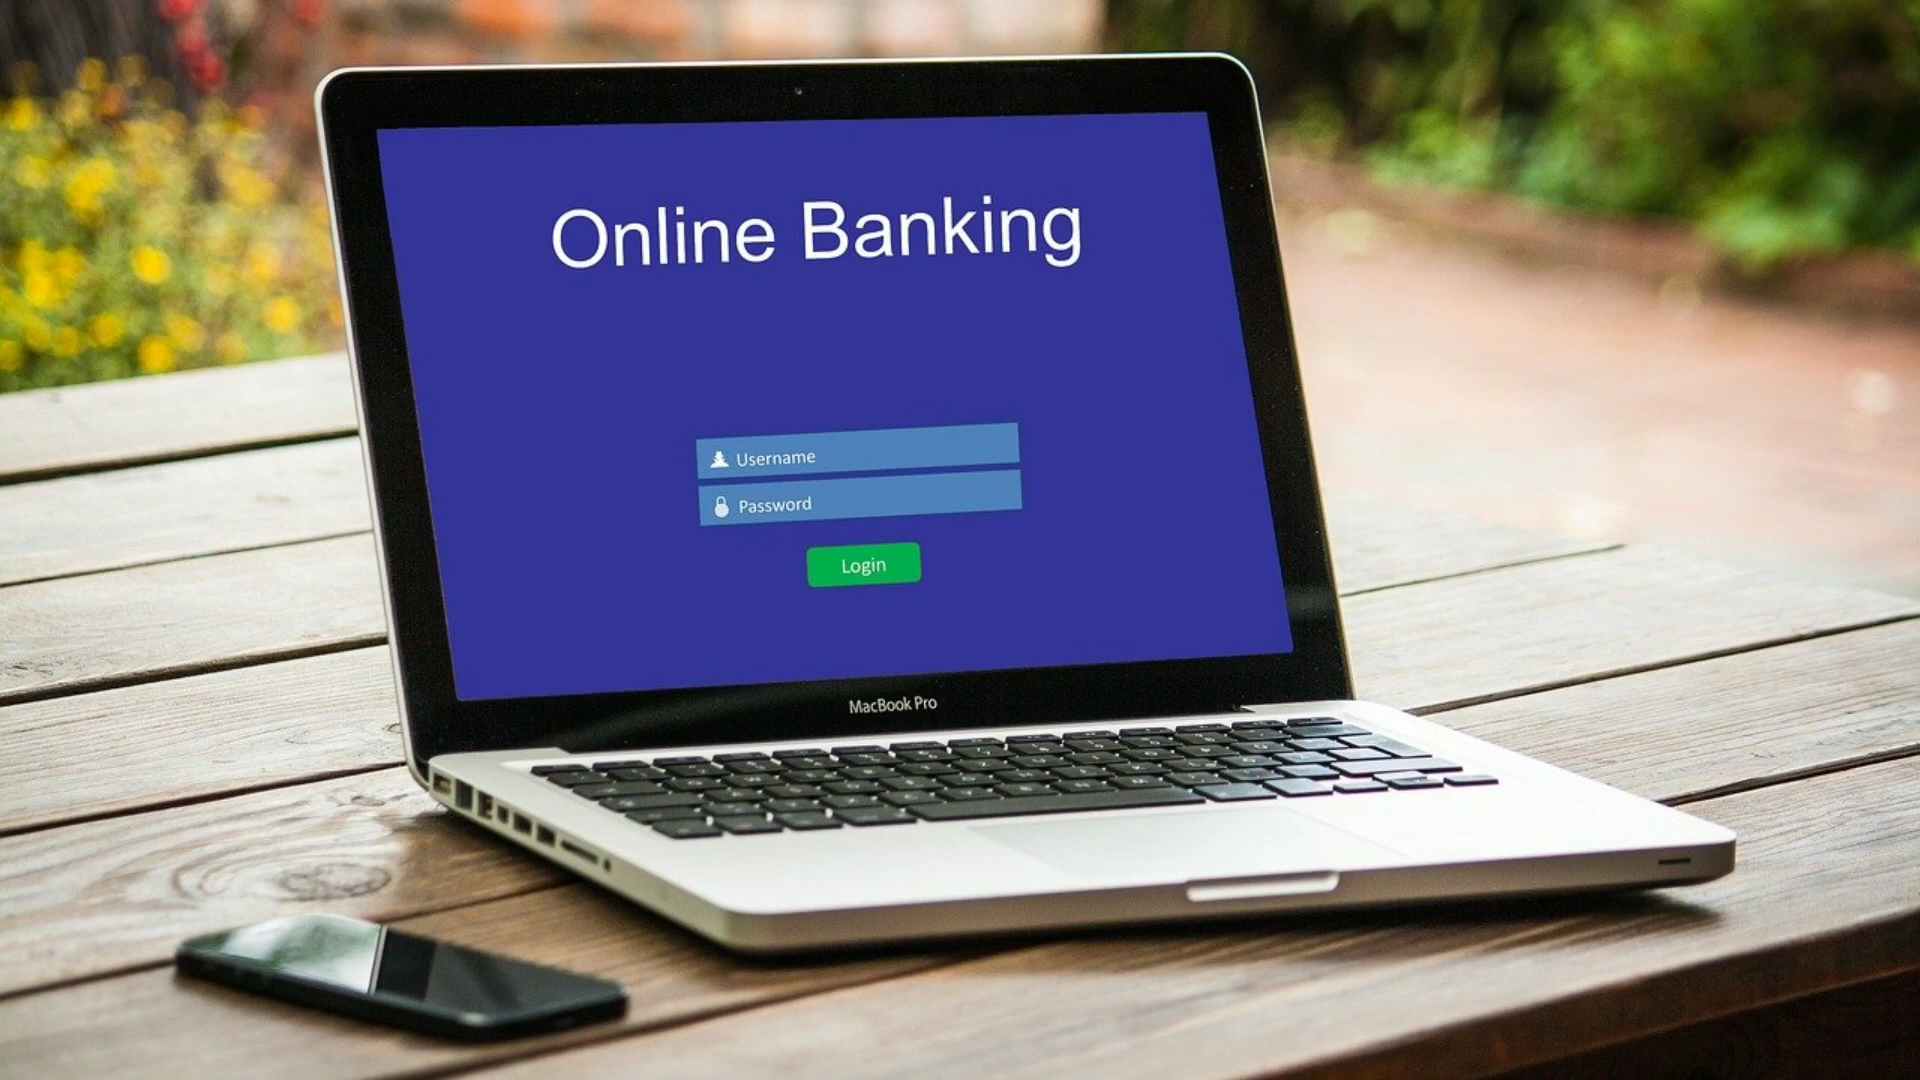 Online Banking
Username
Password
Login
MacBook Pro